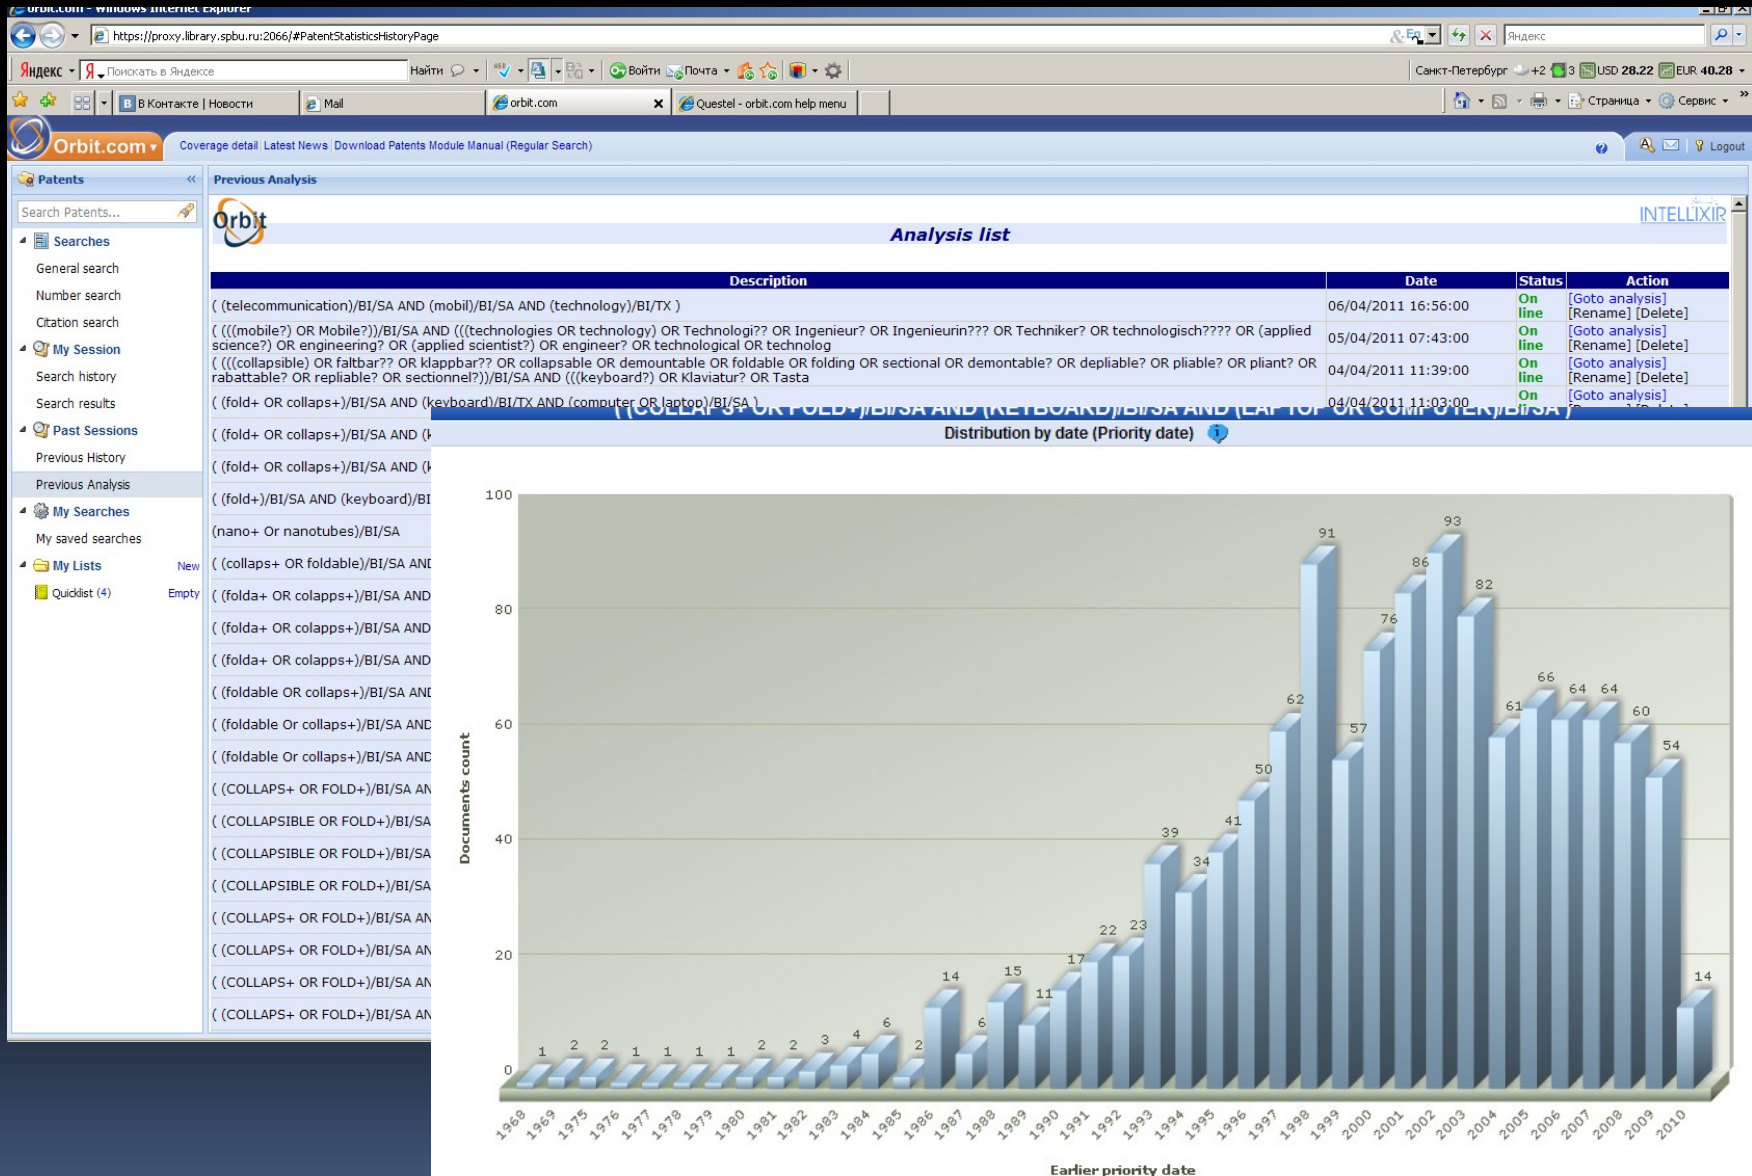 orbit.com - Windows Internet Explorer
https://proxy.library.spbu.ru:2066/#PatentStatisticsHistoryPage
En
Яндекс
Яндекс
Я Поискать в Яндексе
Найти
Войти Почта
Санкт-Петербург +2 3 USD 28.22 EUR 40.28
В В Контакте | Новости
Mail
orbit.com
Questel - orbit.com help menu
Страница Сервис
Orbit.com
Coverage detail Latest News Download Patents Module Manual (Regular Search)
Logout
Patents
Search Patents...
Searches
General search
Number search
Citation search
My Session
Search history
Search results
Past Sessions
Previous History
Previous Analysis
My Searches
My saved searches
My Lists New
Quicklist (4) Empty
Previous Analysis
Orbit
INTELLIXIR
Analysis list
Description Date Status Action
( (telecommunication)/BI/SA AND (mobil)/BI/SA AND (technology)/BI/TX ) 06/04/2011 16:56:00 On line [Goto analysis] [Rename] [Delete]
( (((mobile?) OR Mobile?))/BI/SA AND (((technologies OR technology) OR Technologi?? OR Ingenieur? OR Ingenieurin??? OR Techniker? OR technologisch???? OR (applied
science?) OR engineering? OR (applied scientist?) OR engineer? OR technological OR technolog 05/04/2011 07:43:00 On line [Goto analysis] [Rename] [Delete]
( (((collapsible) OR faltbar?? OR klappbar?? OR collapsable OR demountable OR foldable OR folding OR sectional OR demontable? OR depliable? OR pliable? OR pliant? OR
rabattable? OR repliable? OR sectionnel?))/BI/SA AND (((keyboard?) OR Klaviatur? OR Tasta 04/04/2011 11:39:00 On line [Goto analysis] [Rename] [Delete]
( (fold+ OR collaps+)/BI/SA AND (keyboard)/BI/TX AND (computer OR laptop)/BI/SA ) 04/04/2011 11:03:00 On [Goto analysis]
( (fold+ OR collaps+)/BI/SA AND (k
( (fold+ OR collaps+)/BI/SA AND (k
( (fold+)/BI/SA AND (keyboard)/BI
(nano+ Or nanotubes)/BI/SA
( (collaps+ OR foldable)/BI/SA AND
( (folda+ OR colapps+)/BI/SA AND
( (folda+ OR colapps+)/BI/SA AND
( (folda+ OR colapps+)/BI/SA AND
( (foldable OR collaps+)/BI/SA AND
( (foldable Or collaps+)/BI/SA AND
( (foldable Or collaps+)/BI/SA AND
( (COLLAPS+ OR FOLD+)/BI/SA AN
( (COLLAPSIBLE OR FOLD+)/BI/SA
( (COLLAPSIBLE OR FOLD+)/BI/SA
( (COLLAPSIBLE OR FOLD+)/BI/SA
( (COLLAPS+ OR FOLD+)/BI/SA AN
( (COLLAPS+ OR FOLD+)/BI/SA AN
( (COLLAPS+ OR FOLD+)/BI/SA AN
( (COLLAPS+ OR FOLD+)/BI/SA AN
( (COLLAPS+ OR FOLD+)/BI/SA AND (KEYBOARD)/BI/SA AND (LAPTOP OR COMPUTER)/BI/SA )
Distribution by date (Priority date)
Documents count
100
80
60
40
20
0
1 2 2 1 1 1 1 2 2 3 4 6 2 14 6 15 11 17 22 23 39 34 41 50 62 91 57 76 86 93 82 61 66 64 64 60 54 14
1968 1969 1975 1976 1977 1978 1979 1980 1981 1982 1983 1984 1985 1986 1987 1988 1989 1990 1991 1992 1993 1994 1995 1996 1997 1998 1999 2000 2001 2002 2003 2004 2005 2006 2007 2008 2009 2010
Earlier priority date